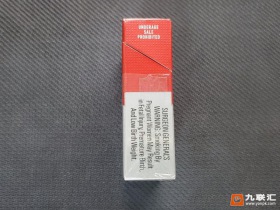 UNDERAGE
SALE
PROHIBITED
SURGEON GENERAL'S
WARNING: Smoking By
Pregnant Women May Result
in Fetal Injury, Premature Birth,
And Low Birth Weight.
九联汇